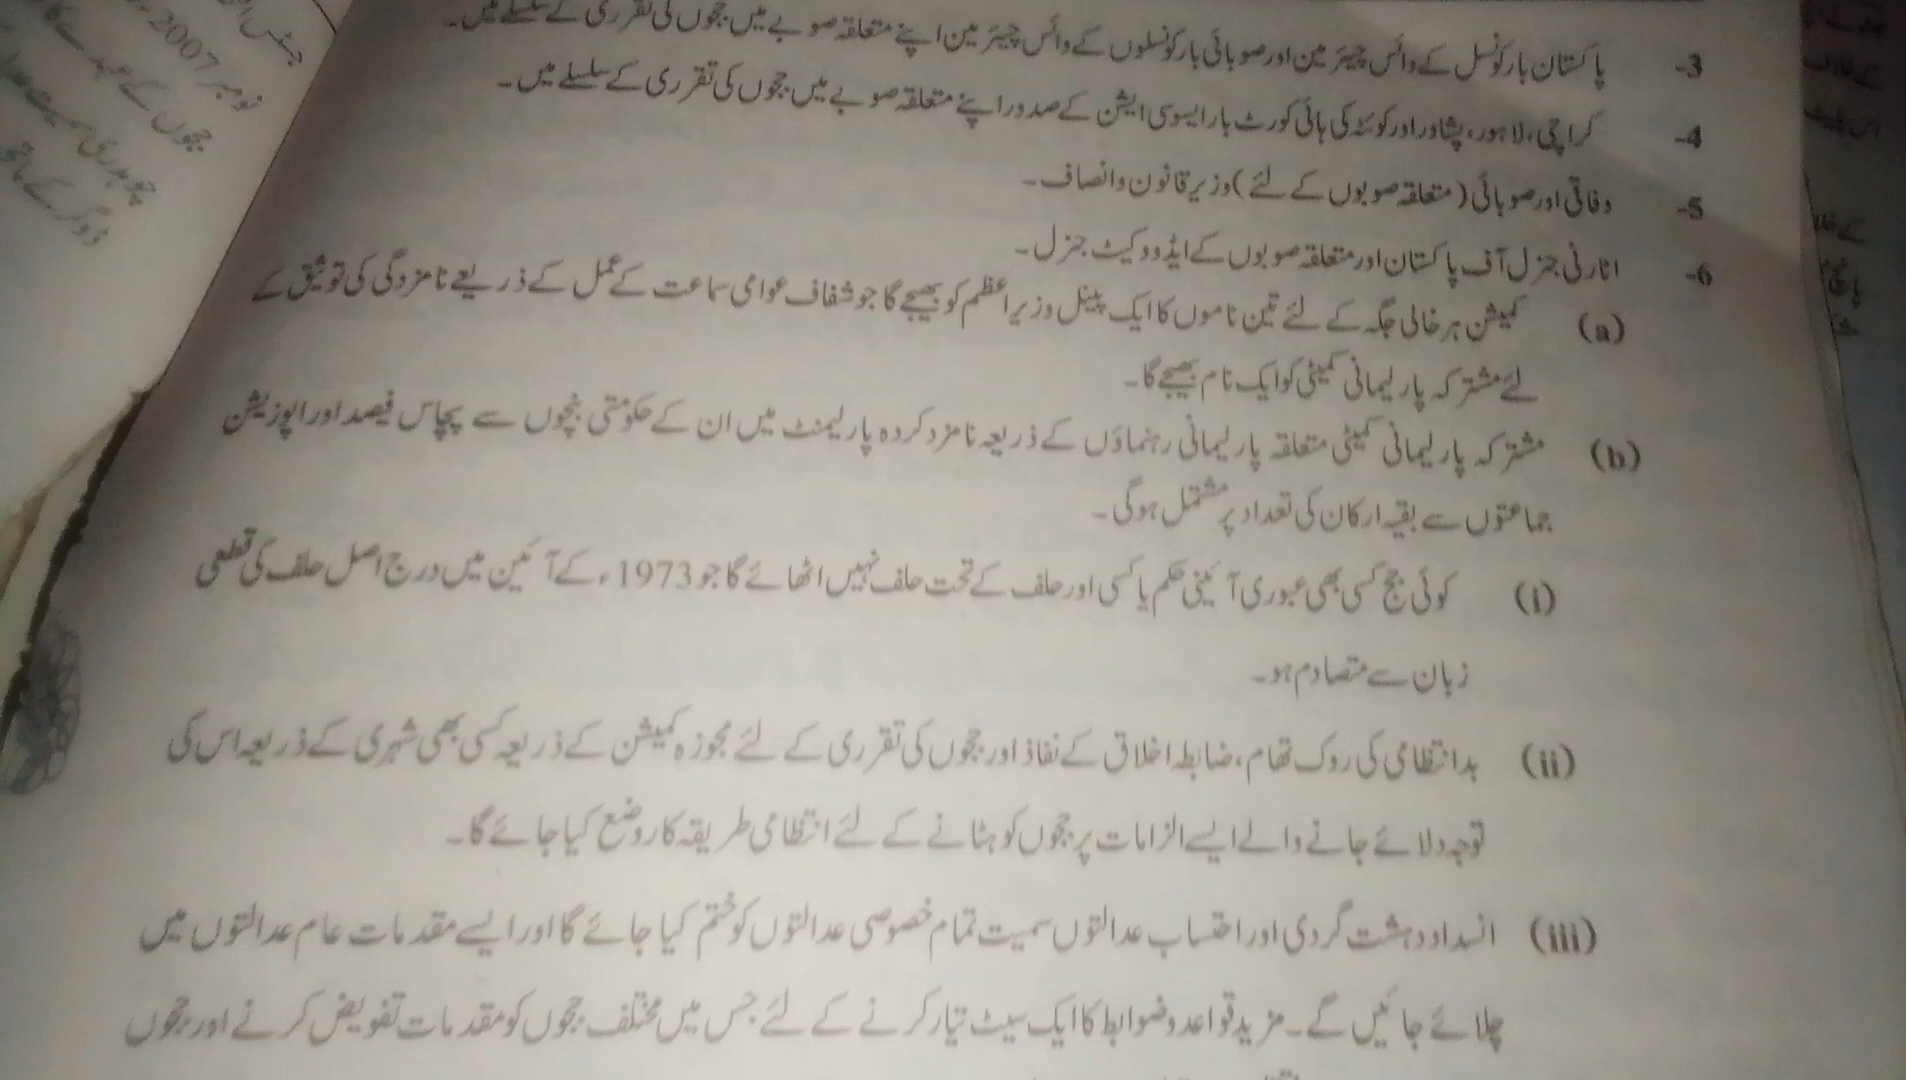 3- پاکستان بار کونسل کے وائس چیئرمین اور صوبائی بار کونسلوں کے وائس چیئرمین اپنے متعلقہ صوبے میں ججوں کی تقرری کے سلسلے میں۔
4- کراچی، لاہور، پشاور اور کوئٹہ کی ہائی کورٹ بار ایسوسی ایشن کے صدور اپنے متعلقہ صوبے میں ججوں کی تقرری کے سلسلے میں۔
5- وفاقی اور صوبائی (متعلقہ صوبوں کے لئے) وزیر قانون و انصاف۔
6- اٹارنی جنرل آف پاکستان اور متعلقہ صوبوں کے ایڈووکیٹ جنرل۔
(a) کمیشن ہر خالی جگہ کے لئے تین ناموں کا ایک پینل وزیر اعظم کو بھیجے گا جو شفاف عوامی سماعت کے عمل کے ذریعے نامزدگی کی توثیق کے
لئے مشترکہ پارلیمانی کمیٹی کو ایک نام بھیجے گا۔
(b) مشترکہ پارلیمانی کمیٹی متعلقہ پارلیمانی رہنماؤں کے ذریعہ نامزد کردہ پارلیمنٹ میں ان کے حکومتی بنچوں سے پچاس فیصد اور اپوزیشن
جماعتوں سے بقیہ ارکان کی تعداد پر مشتمل ہوگی۔
(i) کوئی جج کسی بھی عبوری آئینی حکم یا کسی اور حلف کے تحت حلف نہیں اٹھائے گا جو 1973ء کے آئین میں درج اصل حلف کی قطعی
زبان سے متصادم ہو۔
(ii) بدانتظامی کی روک تھام، ضابطہ اخلاق کے نفاذ اور ججوں کی تقرری کے لئے مجوزہ کمیشن کے ذریعہ کسی بھی شہری کے ذریعہ اس کی
توجہ دلائے جانے والے ایسے الزامات پر ججوں کو ہٹانے کے لئے انتظامی طریقہ کار وضع کیا جائے گا۔
(iii) انسداد دہشت گردی اور احتساب عدالتوں سمیت تمام خصوصی عدالتوں کو ختم کیا جائے گا اور ایسے مقدمات عام عدالتوں میں
چلائے جائیں گے۔ مزید قواعد و ضوابط کا ایک سیٹ تیار کرنے کے لئے جس میں مختلف ججوں کو مقدمات تفویض کرنے اور ججوں
نومبر 2007
ججوں کے عہدے
چوہدری سمیت
ڈوگر کے